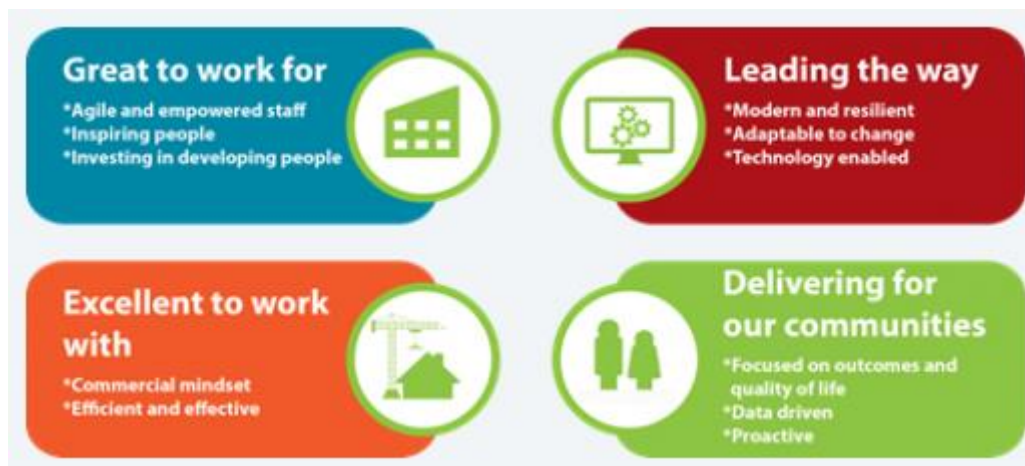 Great to work for
*Agile and empowered staff
*Inspiring people
*Investing in developing people
Leading the way
*Modern and resilient
*Adaptable to change
*Technology enabled
Excellent to work
with
*Commercial mindset
*Efficient and effective
Delivering for
our communities
*Focused on outcomes and
quality of life
*Data driven
*Proactive